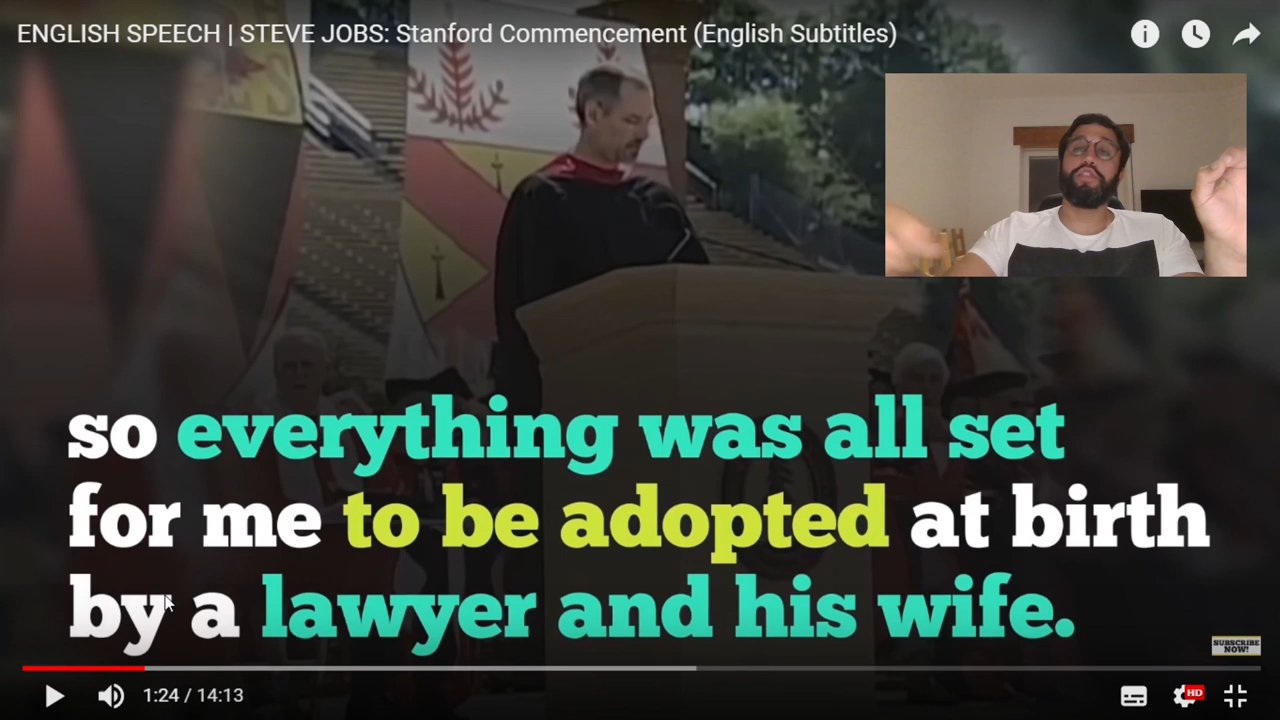 ENGLISH SPEECH | STEVE JOBS: Stanford Commencement (English Subtitles)
so everything was all set
for me to be adopted at birth
by a lawyer and his wife.
SUBSCRIBE
NOW!
1:24 / 14:13
HD